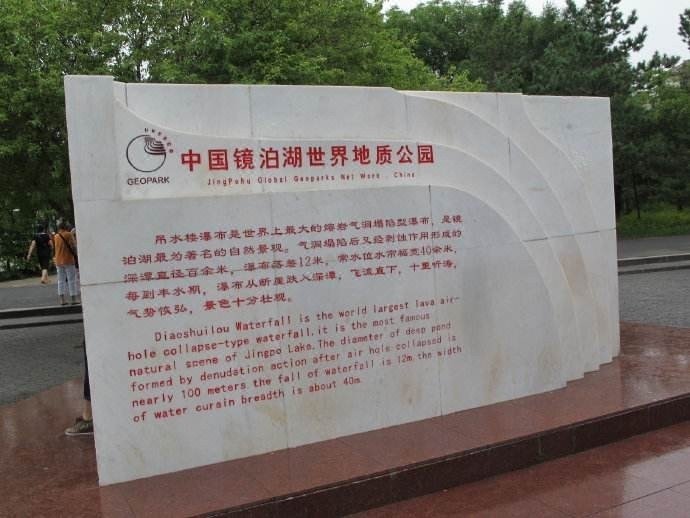 UNESCO
GEOPARK
中国镜泊湖世界地质公园
JingPohu Global Geoparks Net Work . China
吊水楼瀑布是世界上最大的熔岩气洞塌陷型瀑布，是镜
泊湖最为著名的自然景观。气洞塌陷后又经剥蚀作用形成的
深潭直径百余米，瀑布落差12米，常水位水帘幅宽40余米，
每到丰水期，瀑布从断崖跌入深潭，飞流直下，十里听涛，
气势恢弘，景色十分壮观。
Diaoshuilou Waterfall is the world largest lava air-
hole collapse-type waterfall,it is the most famous
natural scene of Jingpo Lake.The diameter of deep pond
formed by denudation action after air hole collapsed is
nearly 100 meters the fall of waterfall is 12m the width
of water curain breadth is about 40m.